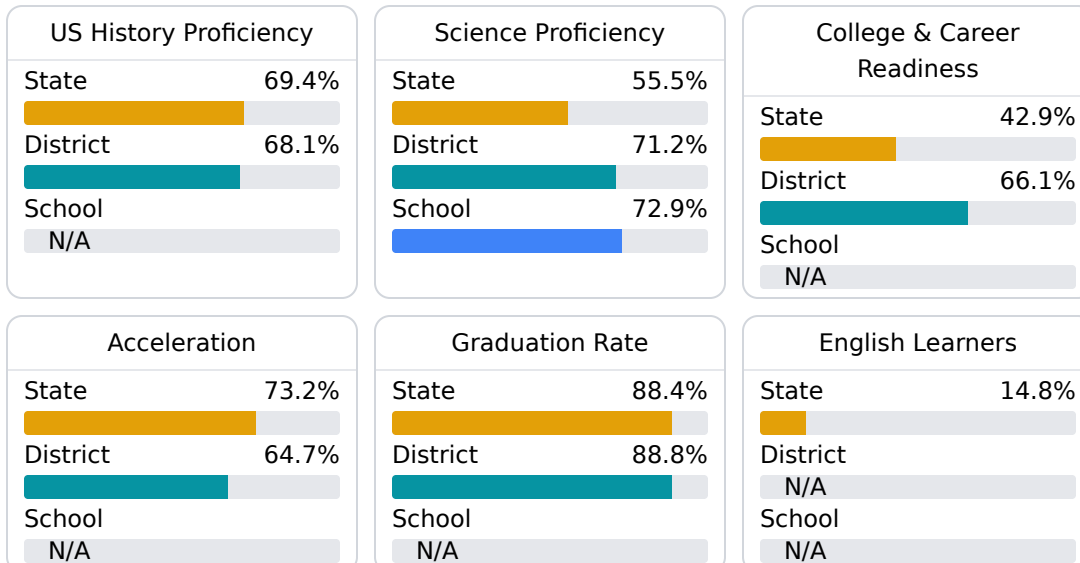 US History Proficiency
State 69.4%
District 68.1%
School
N/A
Science Proficiency
State 55.5%
District 71.2%
School 72.9%
College & Career
Readiness
State 42.9%
District 66.1%
School
N/A
Acceleration
State 73.2%
District 64.7%
School
N/A
Graduation Rate
State 88.4%
District 88.8%
School
N/A
English Learners
State 14.8%
District
N/A
School
N/A